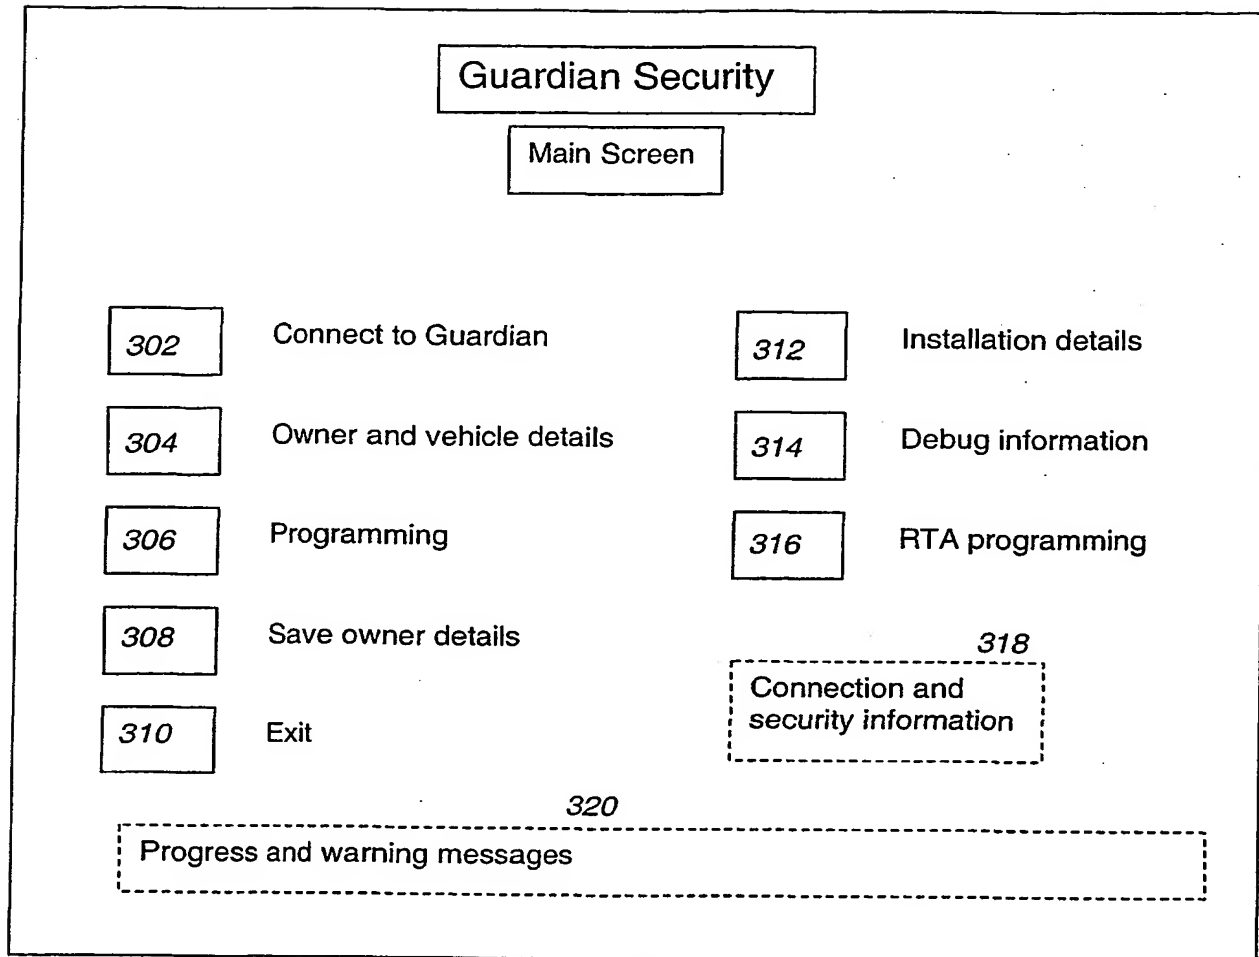 Guardian Security
Main Screen
302 Connect to Guardian
304 Owner and vehicle details
306 Programming
308 Save owner details
310 Exit
312 Installation details
314 Debug information
316 RTA programming
318
Connection and
security information
320
Progress and warning messages